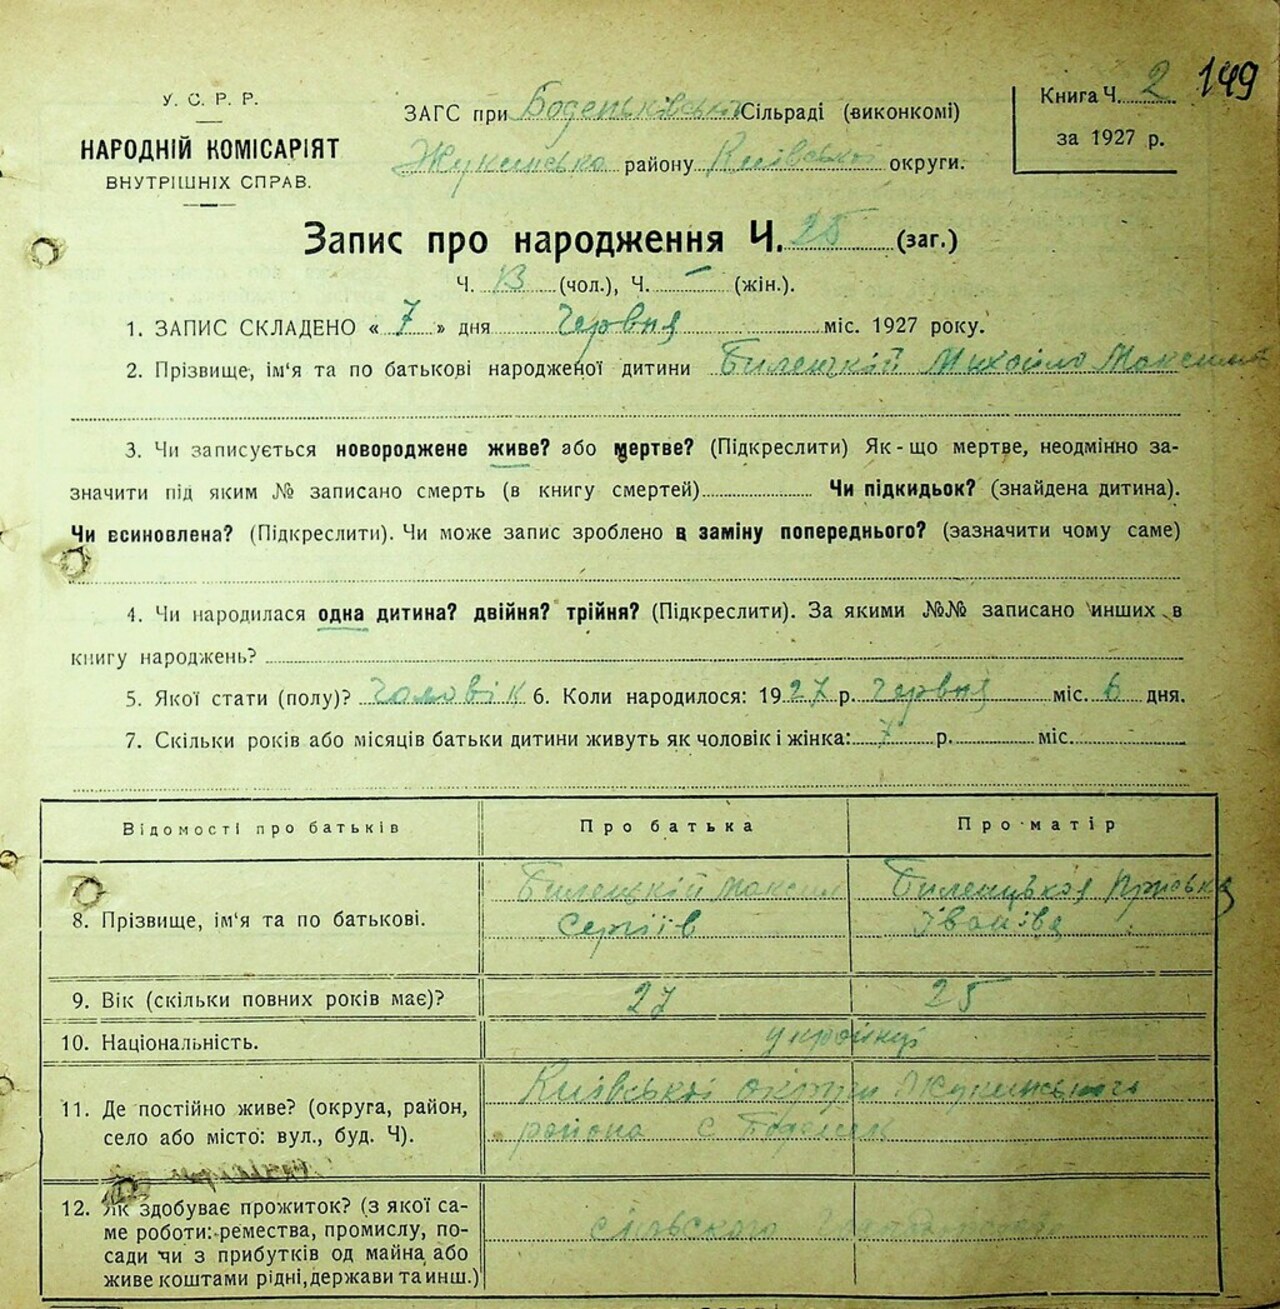 149
У. С. Р. Р.
НАРОДНІЙ КОМІСАРІЯТ
ВНУТРІШНІХ СПРАВ.
ЗАГС при Боденьківськ Сільраді (виконкомі)
Жукинсько району Київської округи.
Книга Ч. 2
за 1927 р.
Запис про народження Ч. 25 (заг.)
Ч. 13 (чол.), Ч. – (жін.).
1. ЗАПИС СКЛАДЕНО « 7 » дня Червня міс. 1927 року.
2. Прізвище, ім'я та по батькові народженої дитини Билецкій Михайло Максимів
3. Чи записується новороджене живе? або мертве? (Підкреслити) Як-що мертве, неодмінно за-
значити під яким № записано смерть (в книгу смертей) Чи підкидьок? (знайдена дитина).
Чи всиновлена? (Підкреслити). Чи може запис зроблено в заміну попереднього? (зазначити чому саме)
4. Чи народилася одна дитина? двійня? трійня? (Підкреслити). За якими №№ записано инших в
книгу народжень?
5. Якої стати (полу)? Чоловік 6. Коли народилося: 1927 р. Червня міс. 6 дня.
7. Скільки років або місяців батьки дитини живуть як чоловік і жінка: 7 р. міс.
Відомості про батьків
Про батька
Про матір
8. Прізвище, ім'я та по батькові.
Билецкій Максим
Сергіїв
Билецькая
Іванівa
9. Вік (скільки повних років має)?
27
25
10. Національність.
українці
11. Де постійно живе? (округа, район,
село або місто: вул., буд. Ч).
Київської округи Жукинського
района с Боденьк
12. Як здобуває прожиток? (з якої са-
ме роботи: ремества, промислу, по-
сади чи з прибутків од майна або
живе коштами рідні, держави та инш.)
сільского